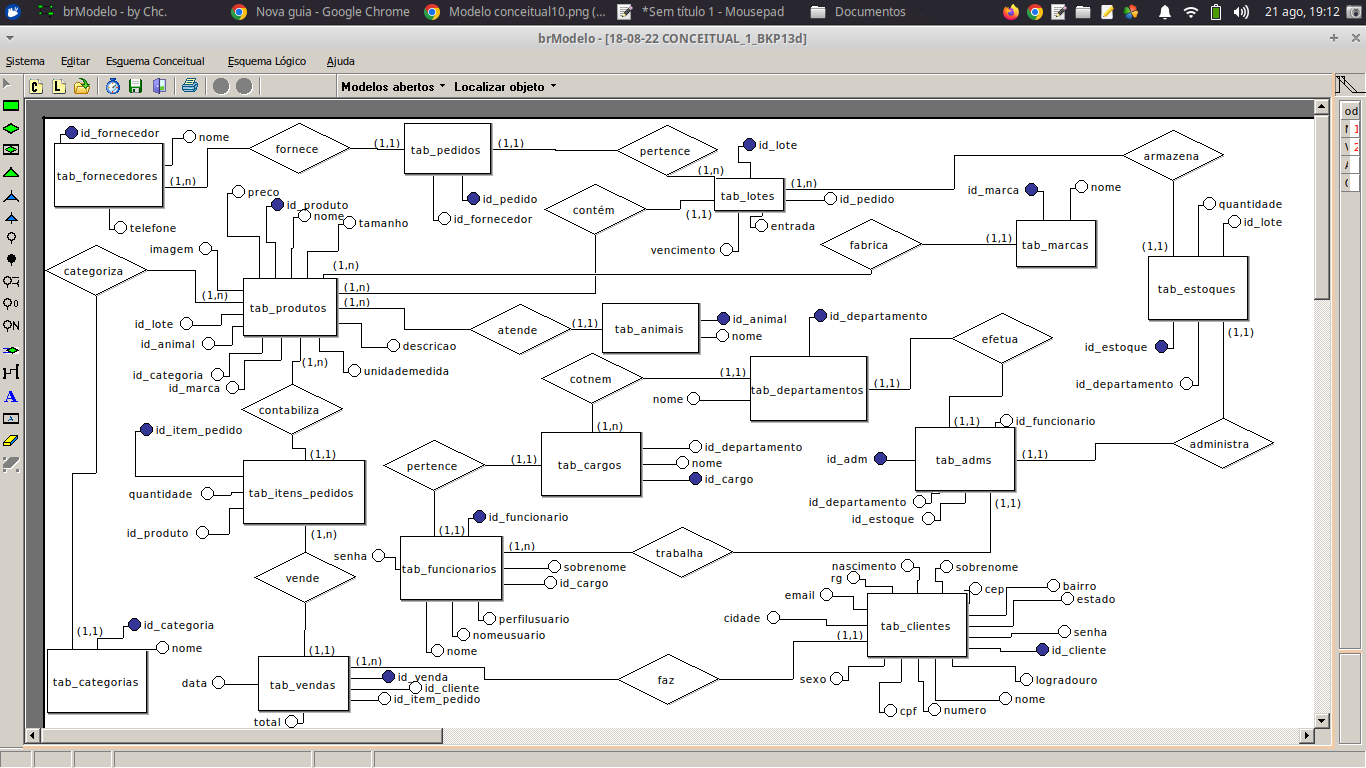 brModelo - by Chc.
Nova guia - Google Chrome
Modelo conceitual10.png (...
*Sem título 1 - Mousepad
Documentos
21 ago, 19:12
brModelo - [18-08-22 CONCEITUAL_1_BKP13d]
Sistema Editar Esquema Conceitual Esquema Lógico Ajuda
C L Modelos abertos Localizar objeto
id_fornecedor
nome
tab_fornecedores
(1,n)
telefone
fornece
(1,1)
tab_pedidos
(1,1)
id_pedido
id_fornecedor
pertence
(1,n)
id_lote
tab_lotes
(1,n)
id_pedido
entrada
vencimento
(1,1)
contém
armazena
id_marca
nome
(1,1)
tab_marcas
fabrica
quantidade
id_lote
(1,1)
tab_estoques
(1,1)
id_estoque
id_departamento
preco
id_produto
nome
tamanho
imagem
(1,n)
categoriza
(1,n)
tab_produtos
(1,n)
(1,n)
id_lote
id_animal
id_categoria
id_marca
(1,n)
descricao
unidademedida
atende
(1,1)
tab_animais
id_animal
nome
id_departamento
efetua
cotnem
(1,1)
tab_departamentos
(1,1)
nome
contabiliza
(1,n)
id_item_pedido
(1,1)
tab_itens_pedidos
quantidade
id_produto
(1,n)
pertence
(1,1)
tab_cargos
id_departamento
nome
id_cargo
(1,1)
id_funcionario
id_adm
tab_adms
(1,1)
administra
id_departamento
id_estoque
(1,1)
id_funcionario
(1,1)
senha
tab_funcionarios
(1,n)
sobrenome
id_cargo
perfilusuario
nomeusuario
nome
trabalha
vende
nascimento
sobrenome
rg
cep
bairro
email
estado
cidade
tab_clientes
senha
(1,1)
id_cliente
sexo
logradouro
nome
cpf
numero
(1,1)
id_categoria
nome
tab_categorias
(1,1)
(1,n)
data
tab_vendas
id_venda
id_cliente
id_item_pedido
total
faz